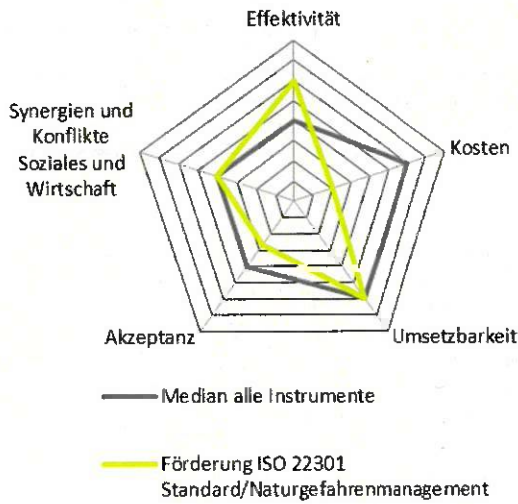 Effektivität
Synergien und
Konflikte
Soziales und
Wirtschaft
Kosten
Akzeptanz
Umsetzbarkeit
Median alle Instrumente
Förderung ISO 22301
Standard/Naturgefahrenmanagement